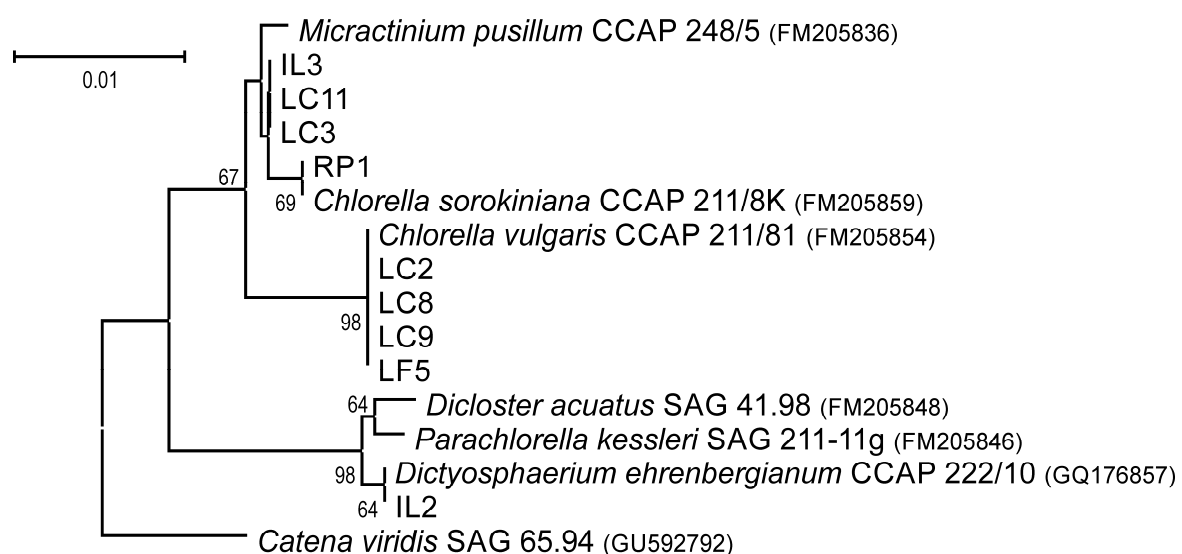 Micractinium pusillum CCAP 248/5 (FM205836)
0.01
IL3
LC11
LC3
67
RP1
69
Chlorella sorokiniana CCAP 211/8K (FM205859)
Chlorella vulgaris CCAP 211/81 (FM205854)
LC2
LC8
98
LC9
LF5
64
Dicloster acuatus SAG 41.98 (FM205848)
Parachlorella kessleri SAG 211-11g (FM205846)
98
Dictyosphaerium ehrenbergianum CCAP 222/10 (GQ176857)
64
IL2
Catena viridis SAG 65.94 (GU592792)